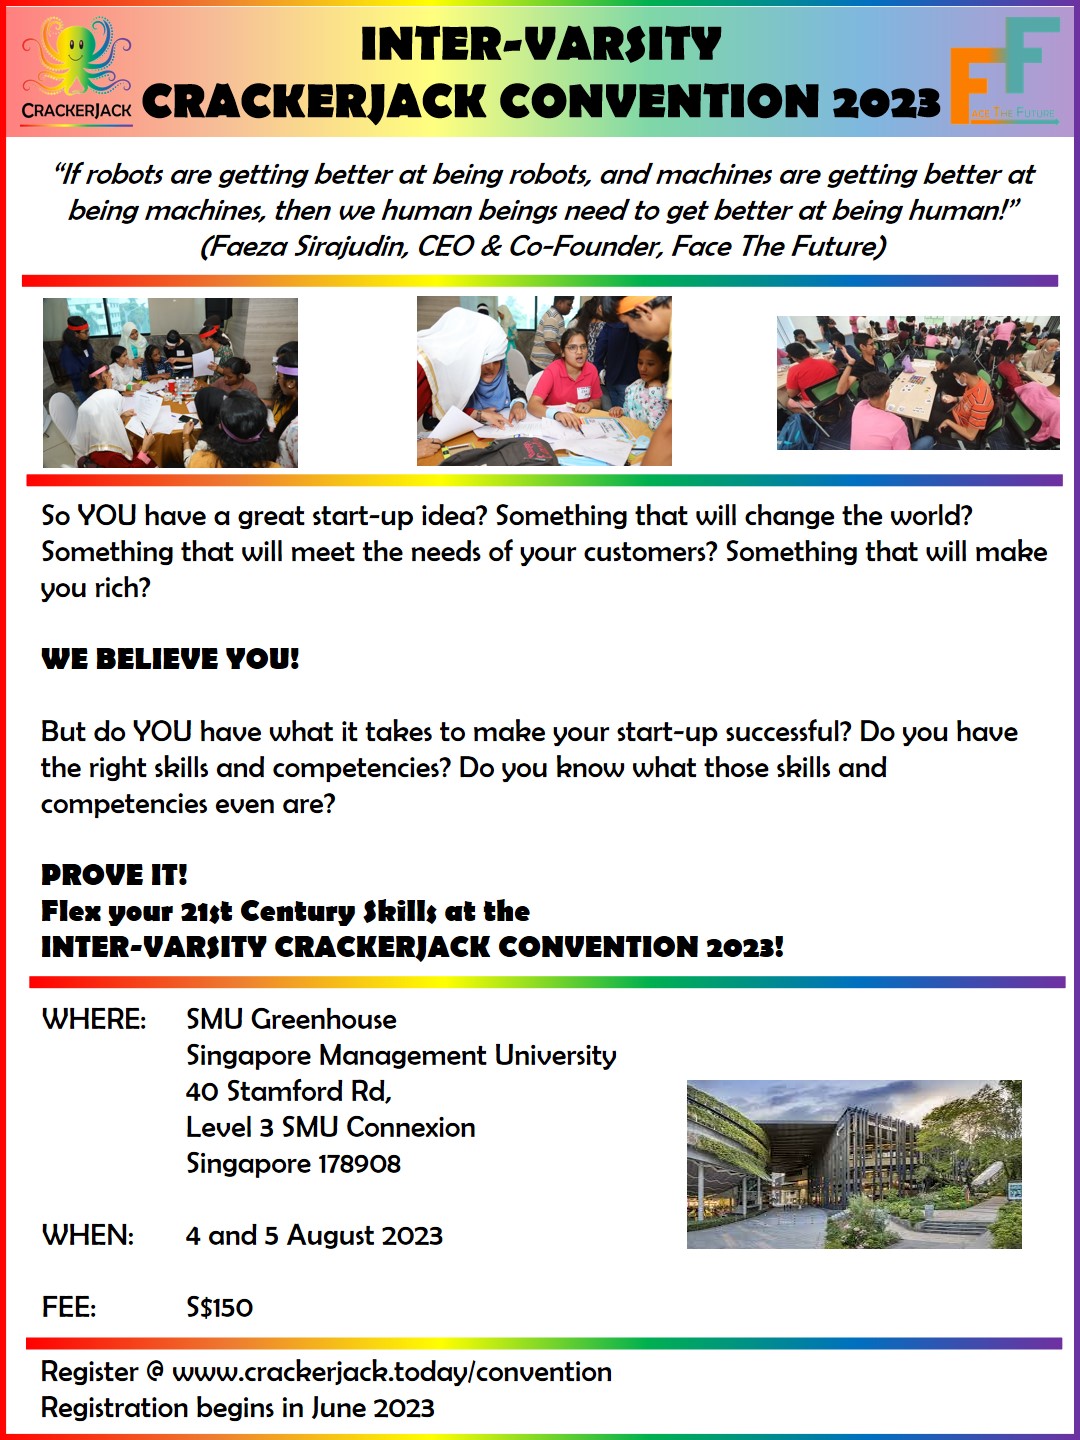 CRACKERJACK
INTER-VARSITY
CRACKERJACK CONVENTION 2023
FF
ACE THE FUTURE
“If robots are getting better at being robots, and machines are getting better at
being machines, then we human beings need to get better at being human!”
(Faeza Sirajudin, CEO & Co-Founder, Face The Future)
So YOU have a great start-up idea? Something that will change the world?
Something that will meet the needs of your customers? Something that will make
you rich?
WE BELIEVE YOU!
But do YOU have what it takes to make your start-up successful? Do you have
the right skills and competencies? Do you know what those skills and
competencies even are?
PROVE IT!
Flex your 21st Century Skills at the
INTER-VARSITY CRACKERJACK CONVENTION 2023!
WHERE: SMU Greenhouse
Singapore Management University
40 Stamford Rd,
Level 3 SMU Connexion
Singapore 178908
WHEN: 4 and 5 August 2023
FEE: S$150
Register @ www.crackerjack.today/convention
Registration begins in June 2023